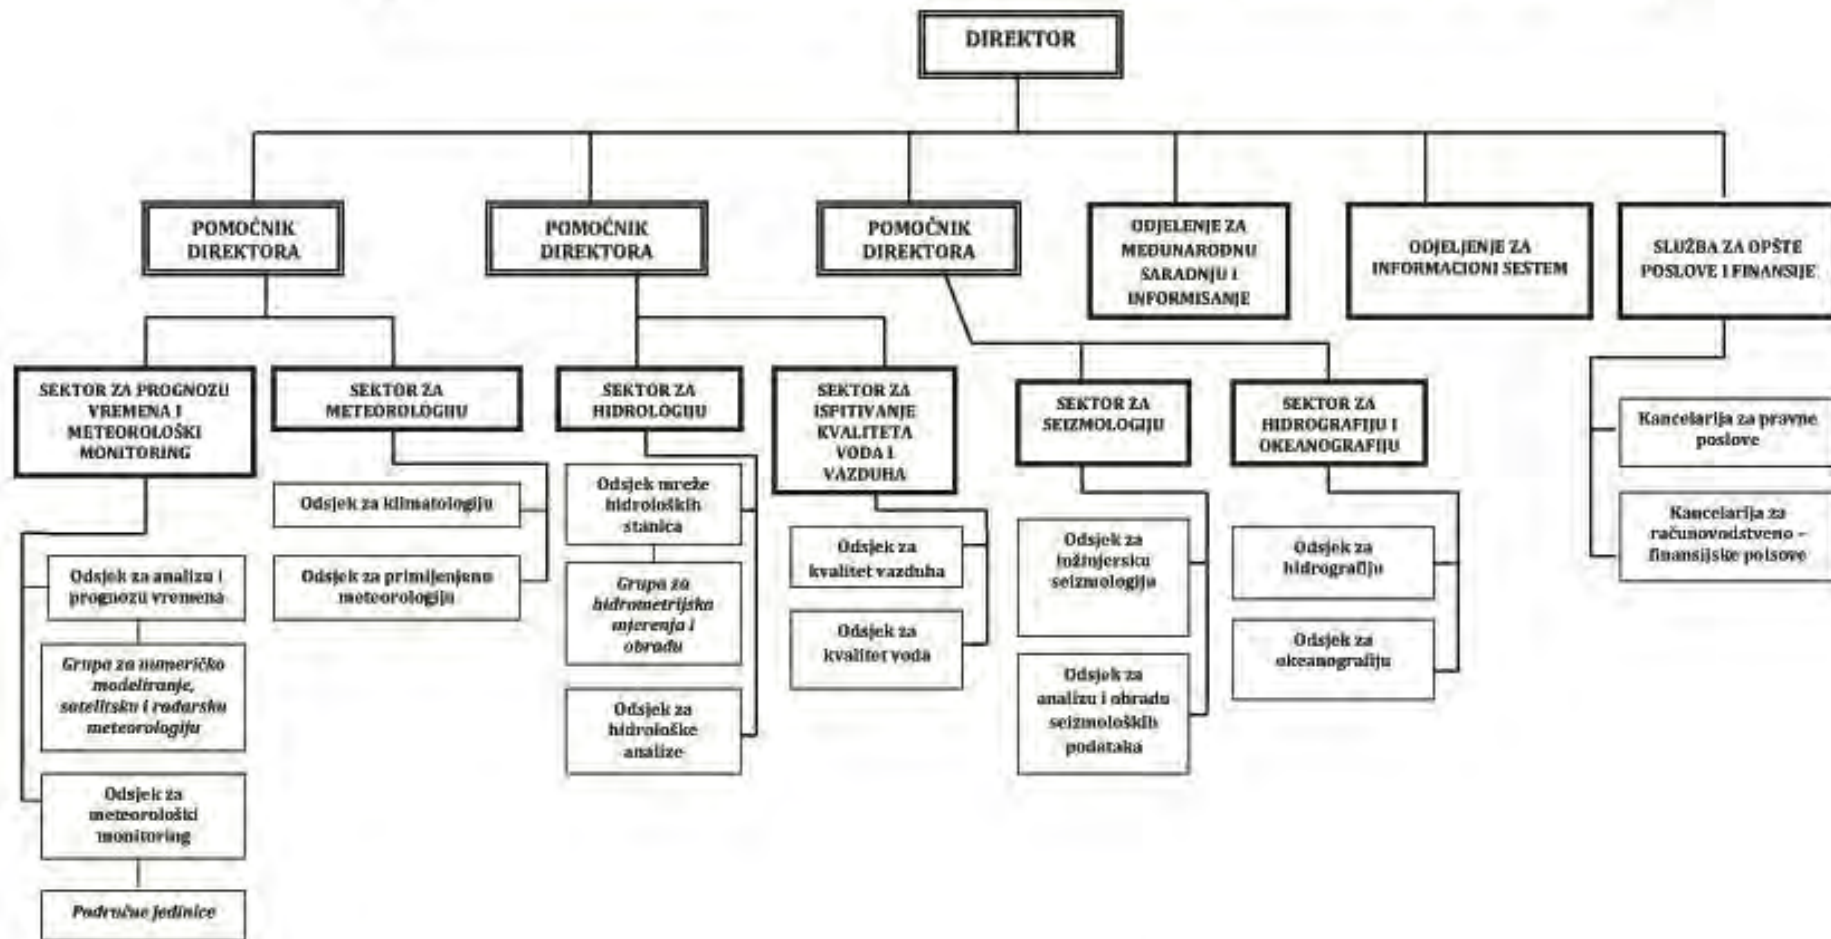 DIREKTOR
POMOĆNIK
DIREKTORA
POMOĆNIK
DIREKTORA
POMOĆNIK
DIREKTORA
ODJELENJE ZA
MEĐUNARODNU
SARADNJU I
INFORMISANJE
ODJELJENJE ZA
INFORMACIONI SESTEM
SLUŽBA ZA OPŠTE
POSLOVE I FINANSIJE
SEKTOR ZA PROGNOZU
VREMENA I
METEOROLOŠKI
MONITORING
SEKTOR ZA
METEOROLOGIJU
SEKTOR ZA
HIDROLOGIJU
SEKTOR ZA
ISPITIVANJE
KVALITETA
VODA I
VAZDUHA
SEKTOR ZA
SEIZMOLOGIJU
SEKTOR ZA
HIDROGRAFIJU I
OKEANOGRAFIJU
Kancelarija za pravne
poslove
Kancelarija za
računovodstveno –
finansijske polsove
Odsjek za analizu i
prognozu vremena
Grupa za numeričko
modeliranje,
satelitsku i radarsku
meteorologiju
Odsjek za
meteorološki
monitoring
Područne jedinice
Odsjek za klimatologiju
Odsjek za primijenjenu
meteorologiju
Odsjek mreže
hidroloških
stanica
Grupa za
hidrometrijska
mjerenja i
obradu
Odsjek za
hidrološke
analize
Odsjek za
kvalitet vazduha
Odsjek za
kvalitet voda
Odsjek za
inžinjersku
seizmologiju
Odsjek za
analizu i obradu
seizmoloških
podataka
Odsjek za
hidrografiju
Odsjek za
okeanografiju